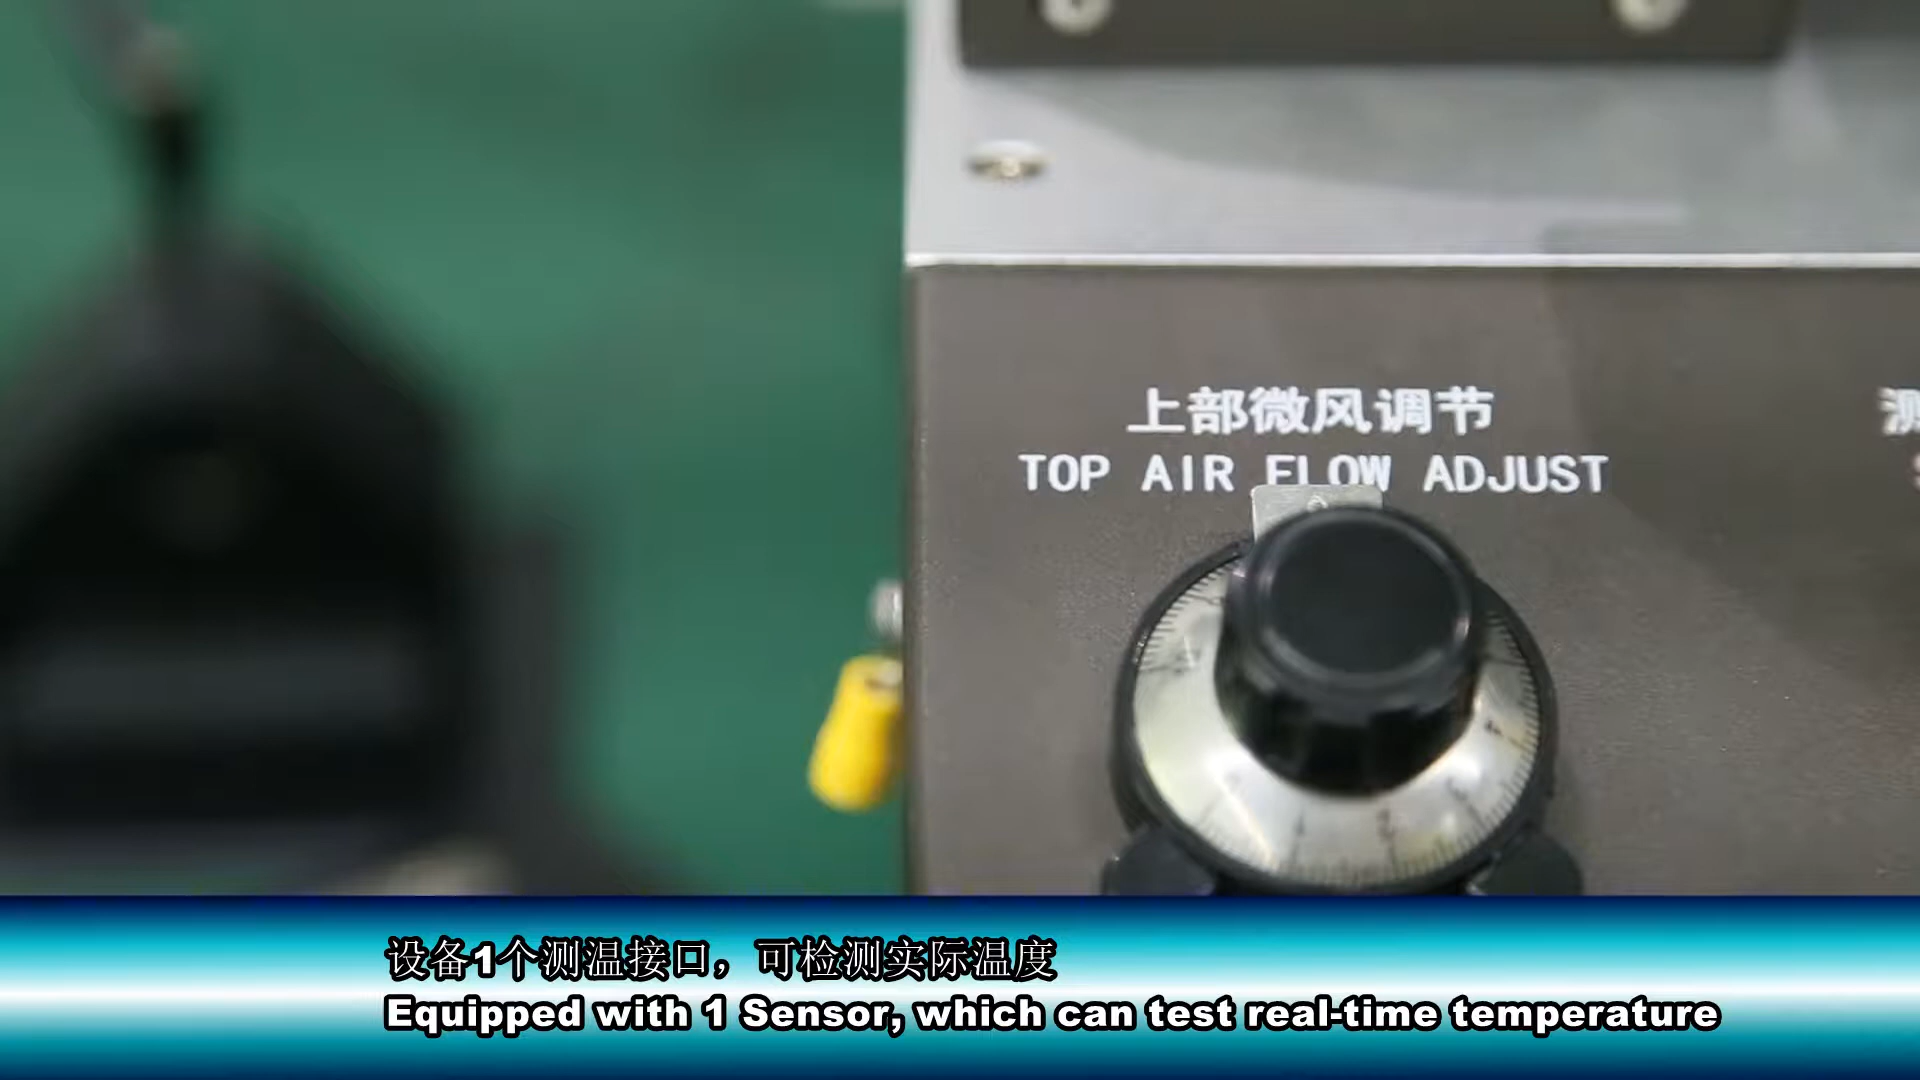 上部微风调节
TOP AIR FLOW ADJUST
测
设备1个测温接口，可检测实际温度
Equipped with 1 Sensor, which can test real-time temperature